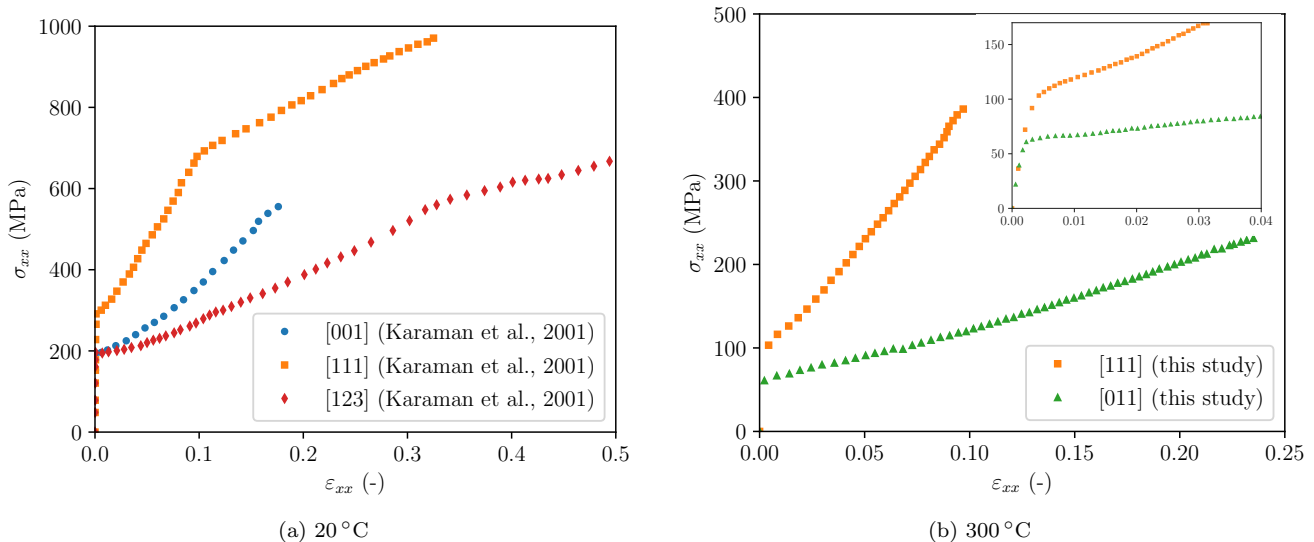 1000
800
600
400
200
0
σxx (MPa)
0.0 0.1 0.2 0.3 0.4 0.5
εxx (-)
[001] (Karaman et al., 2001)
[111] (Karaman et al., 2001)
[123] (Karaman et al., 2001)
(a) 20 °C
500
400
300
200
100
0
σxx (MPa)
0.00 0.05 0.10 0.15 0.20 0.25
εxx (-)
150
100
50
0
0.00 0.01 0.02 0.03 0.04
[111] (this study)
[011] (this study)
(b) 300 °C